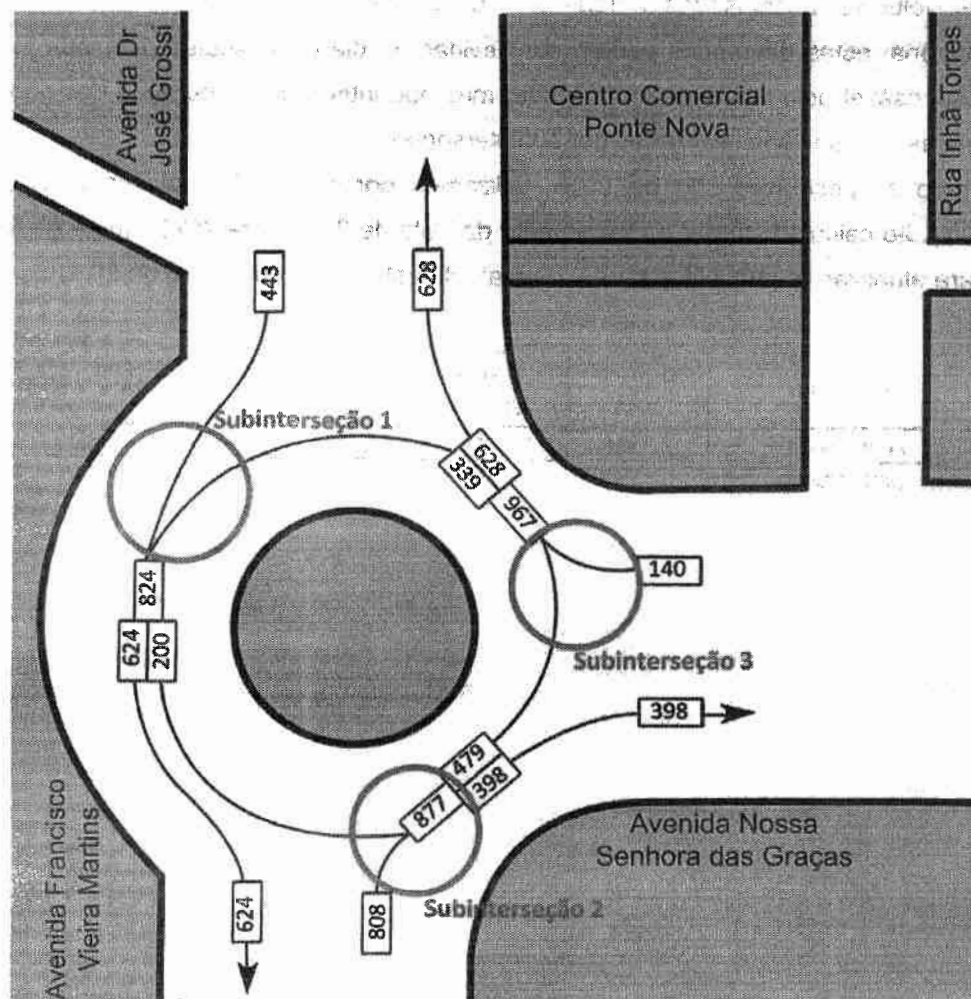 Avenida Dr
José Grossi
Centro Comercial
Ponte Nova
Rua Inhá Torres
443
628
Subinterseção 1
628
339
967
824
140
624
200
Subinterseção 3
398
479
398
877
Avenida Nossa
Senhora das Graças
Avenida Francisco
Vieira Martins
624
808
Subinterseção 2